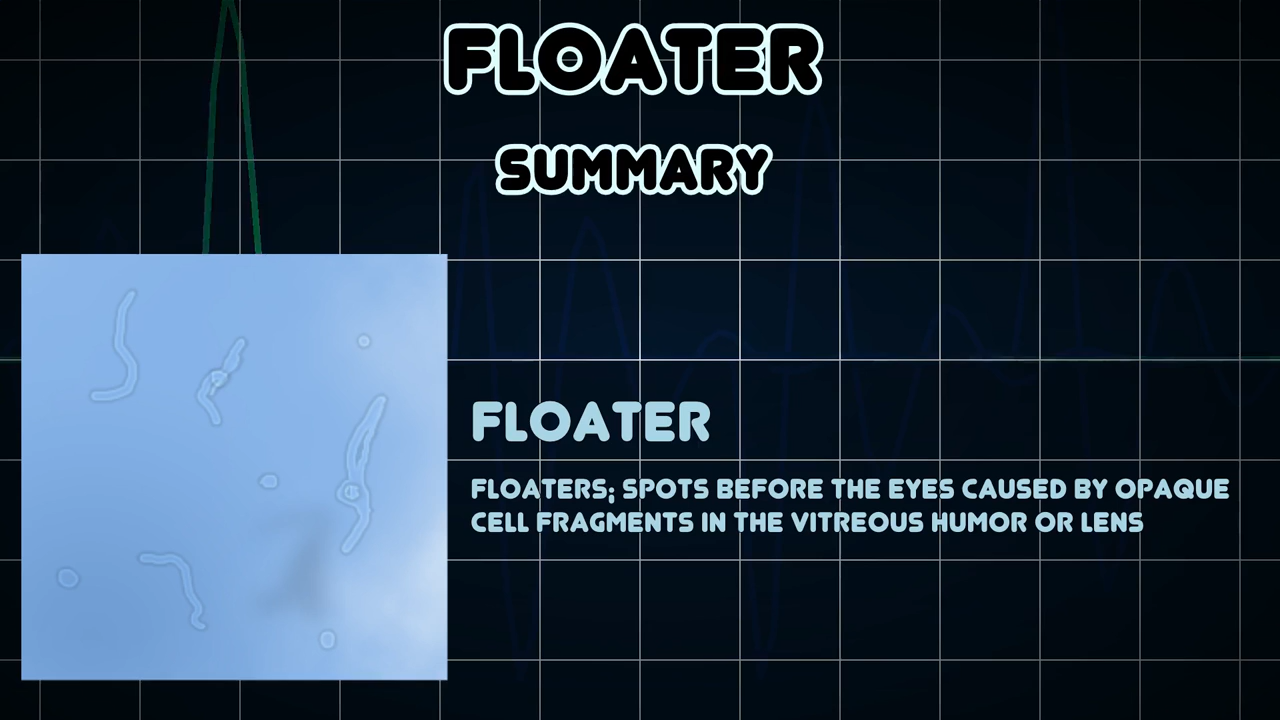 FLOATER
SUMMARY
FLOATER
FLOATERS; SPOTS BEFORE THE EYES CAUSED BY OPAQUE
CELL FRAGMENTS IN THE VITREOUS HUMOR OR LENS